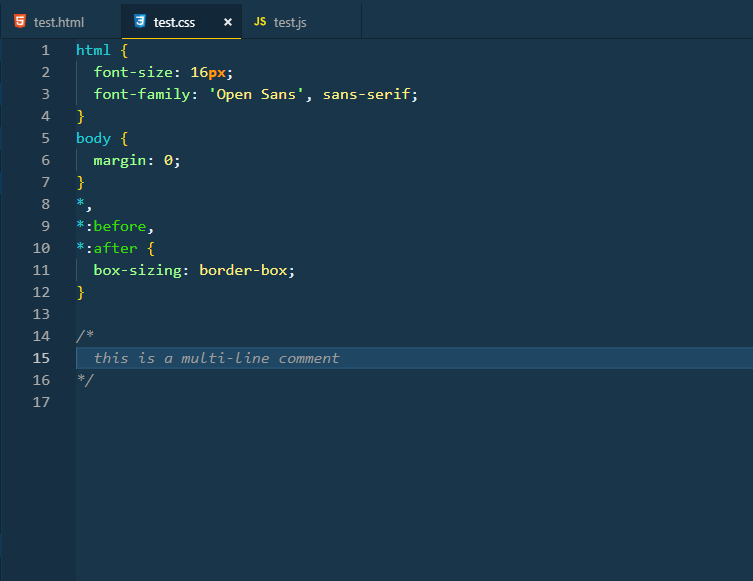 test.html test.css × JS test.js
1 html {
2   font-size: 16px;
3   font-family: 'Open Sans', sans-serif;
4 }
5 body {
6   margin: 0;
7 }
8 *,
9 *:before,
10 *:after {
11   box-sizing: border-box;
12 }
13
14 /*
15   this is a multi-line comment
16 */
17